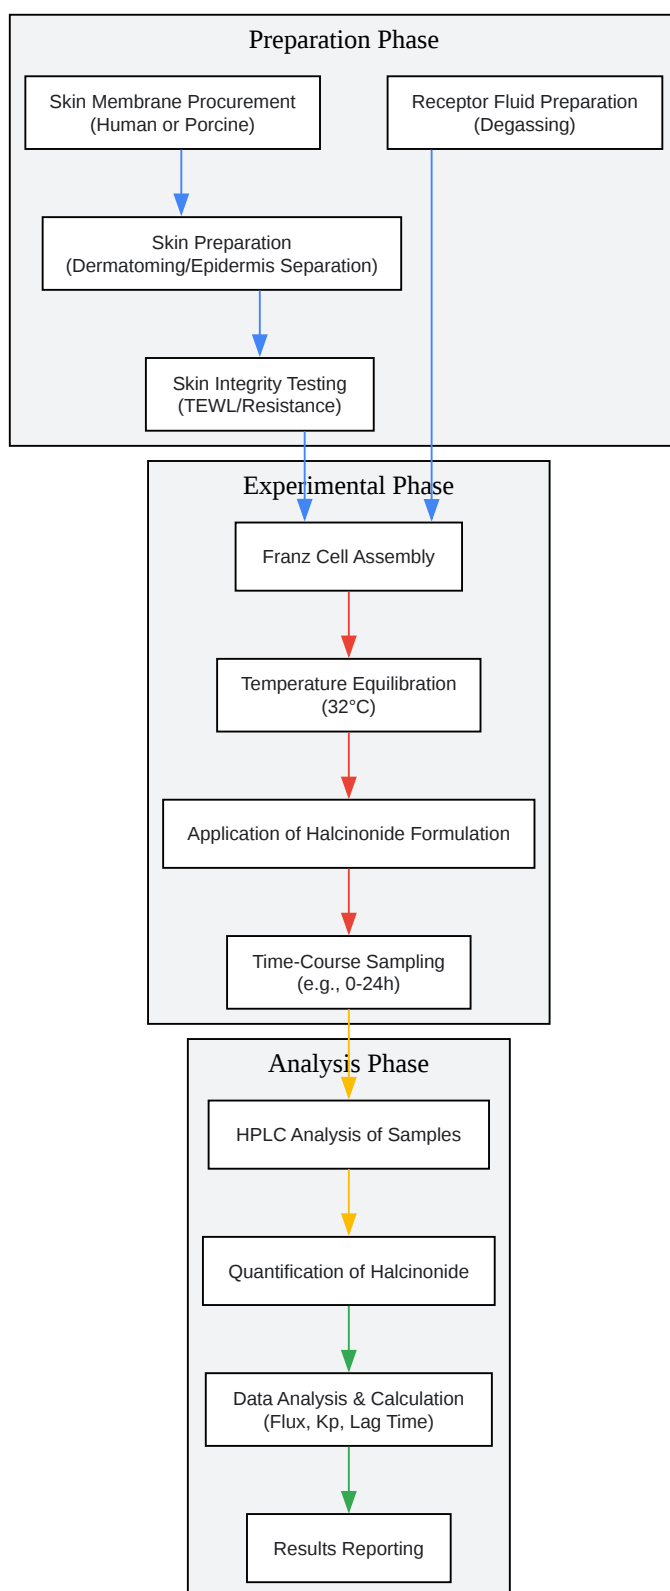 Preparation Phase
Skin Membrane Procurement
(Human or Porcine)
Receptor Fluid Preparation
(Degassing)
Skin Preparation
(Dermatoming/Epidermis Separation)
Skin Integrity Testing
(TEWL/Resistance)
Experimental Phase
Franz Cell Assembly
Temperature Equilibration
(32°C)
Application of Halcinonide Formulation
Time-Course Sampling
(e.g., 0-24h)
Analysis Phase
HPLC Analysis of Samples
Quantification of Halcinonide
Data Analysis & Calculation
(Flux, Kp, Lag Time)
Results Reporting